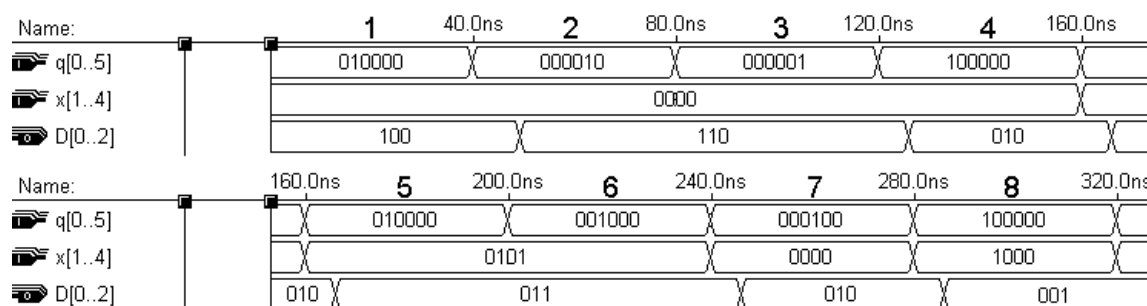 Name: 1 40.0ns 2 80.0ns 3 120.0ns 4 160.0ns
q[0..5] 010000 000010 000001 100000
x[1..4] 0000
D[0..2] 100 110 010
Name: 160.0ns 5 200.0ns 6 240.0ns 7 280.0ns 8 320.0ns
q[0..5] 010000 001000 000100 100000
x[1..4] 0101 0000 1000
D[0..2] 010 011 010 001